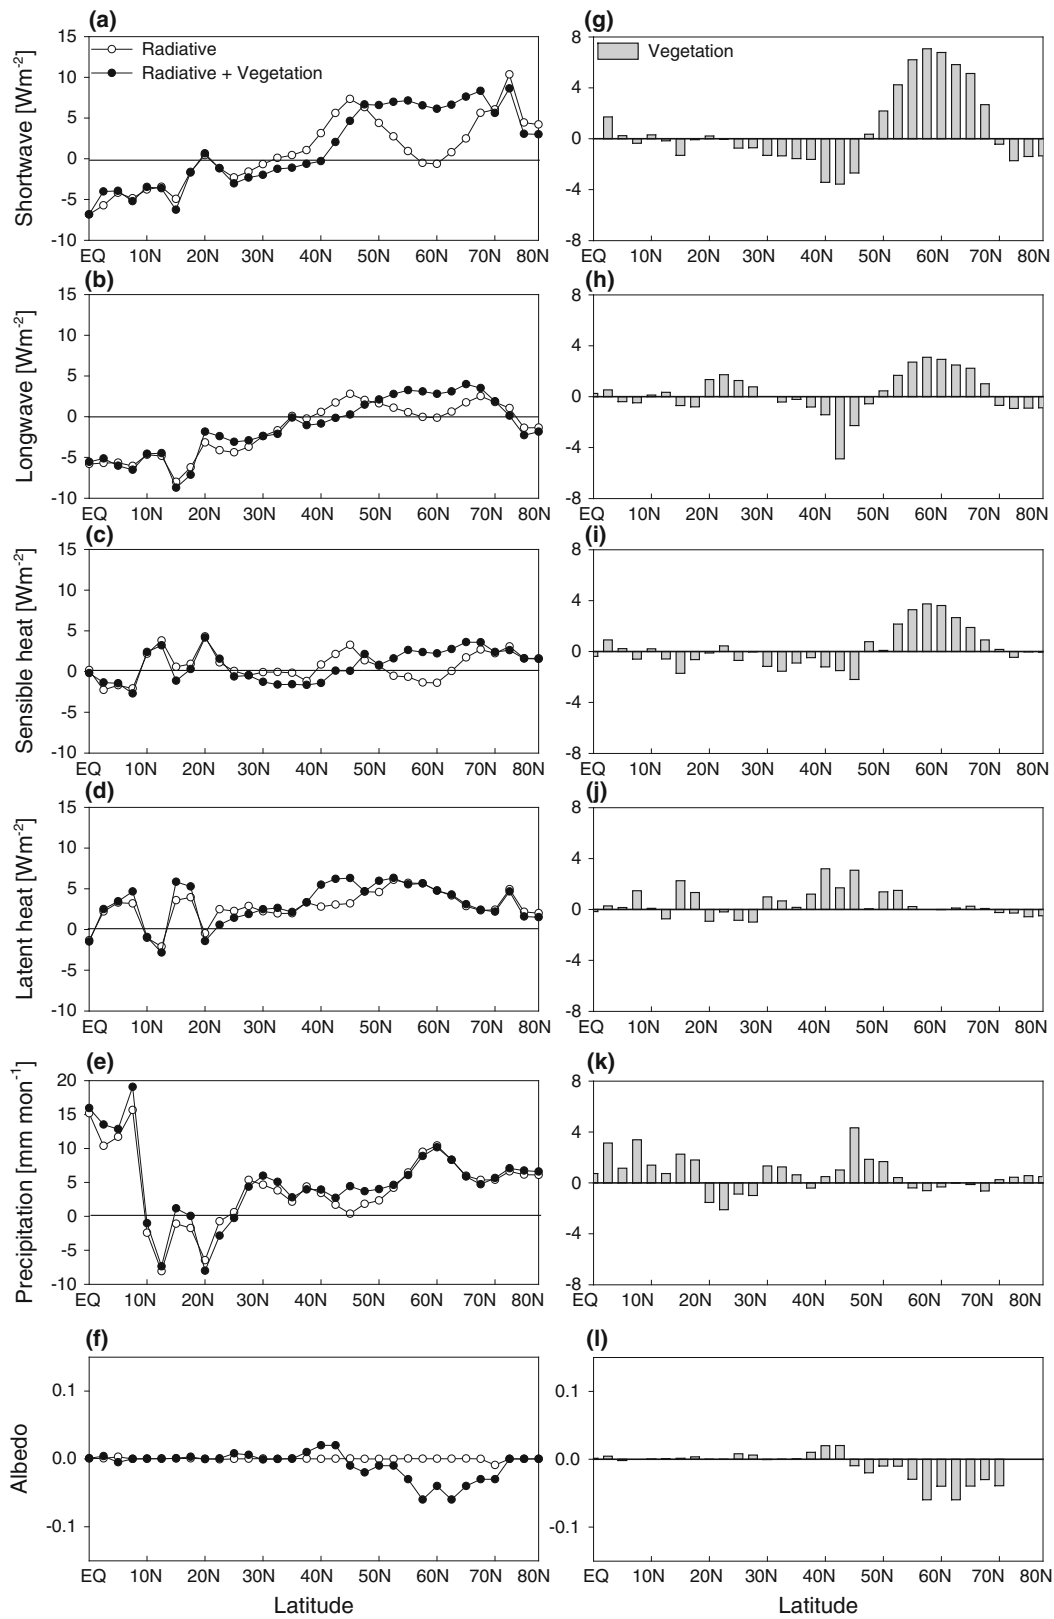 (a)
Shortwave [Wm-2]
15
10
5
0
-5
-10
Radiative
Radiative + Vegetation
EQ 10N 20N 30N 40N 50N 60N 70N 80N
(g)
8
4
0
-4
-8
Vegetation
EQ 10N 20N 30N 40N 50N 60N 70N 80N
(b)
Longwave [Wm-2]
15
10
5
0
-5
-10
EQ 10N 20N 30N 40N 50N 60N 70N 80N
(h)
8
4
0
-4
-8
EQ 10N 20N 30N 40N 50N 60N 70N 80N
(c)
Sensible heat [Wm-2]
15
10
5
0
-5
-10
EQ 10N 20N 30N 40N 50N 60N 70N 80N
(i)
8
4
0
-4
-8
EQ 10N 20N 30N 40N 50N 60N 70N 80N
(d)
Latent heat [Wm-2]
15
10
5
0
-5
-10
EQ 10N 20N 30N 40N 50N 60N 70N 80N
(j)
8
4
0
-4
-8
EQ 10N 20N 30N 40N 50N 60N 70N 80N
(e)
Precipitation [mm mon-1]
20
15
10
5
0
-5
-10
EQ 10N 20N 30N 40N 50N 60N 70N 80N
(k)
8
4
0
-4
-8
EQ 10N 20N 30N 40N 50N 60N 70N 80N
(f)
Albedo
0.1
0.0
-0.1
EQ 10N 20N 30N 40N 50N 60N 70N 80N
Latitude
(l)
0.1
0.0
-0.1
EQ 10N 20N 30N 40N 50N 60N 70N 80N
Latitude